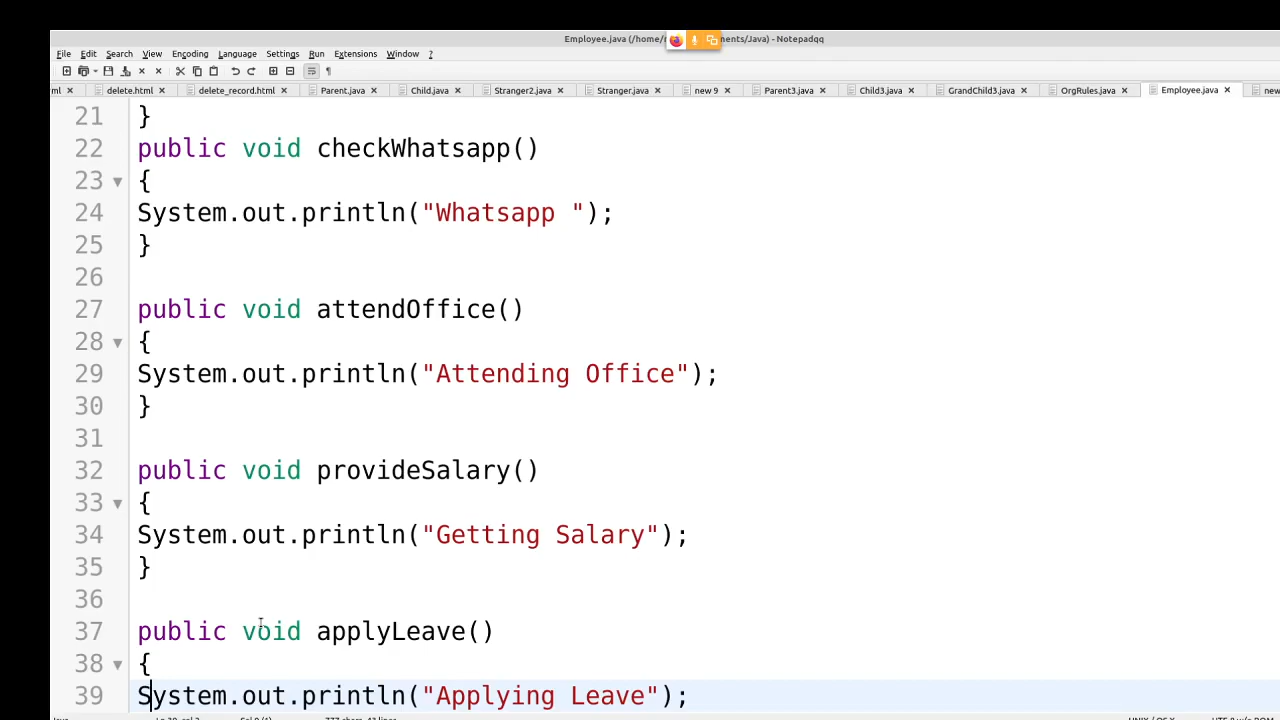 Employee.java (/home/ ments/Java) - Notepadqq
File Edit Search View Encoding Language Settings Run Extensions Window ?
ml delete.html delete_record.html Parent.java Child.java Stranger2.java Stranger.java new 9 Parent3.java Child3.java GrandChild3.java OrgRules.java Employee.java new
21 }
22 public void checkWhatsapp()
23 {
24 System.out.println("Whatsapp ");
25 }
26
27 public void attendOffice()
28 {
29 System.out.println("Attending Office");
30 }
31
32 public void provideSalary()
33 {
34 System.out.println("Getting Salary");
35 }
36
37 public void applyLeave()
38 {
39 System.out.println("Applying Leave");